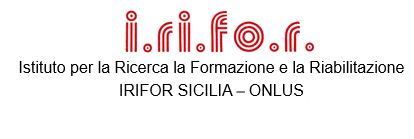 i.ri.fo.r.
Istituto per la Ricerca la Formazione e la Riabilitazione
IRIFOR SICILIA – ONLUS